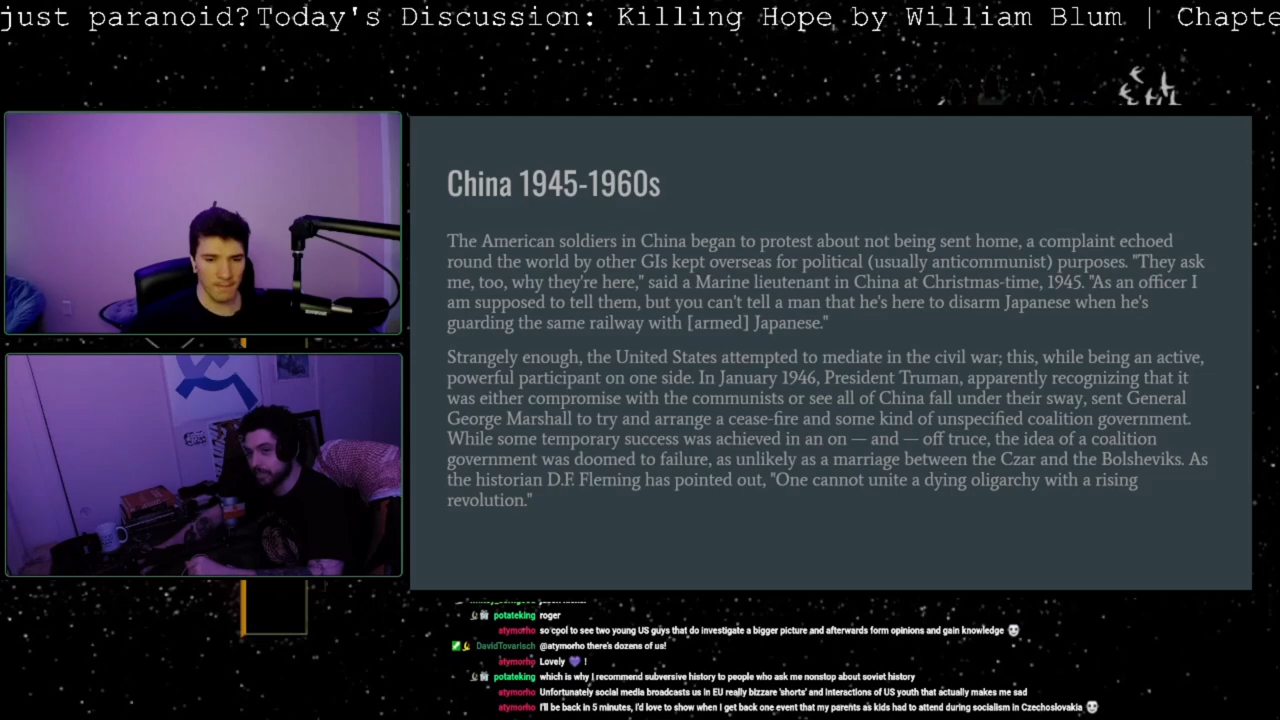 just paranoid?Today's Discussion: Killing Hope by William Blum | Chapte
China 1945-1960s
The American soldiers in China began to protest about not being sent home, a complaint echoed
round the world by other GIs kept overseas for political (usually anticommunist) purposes. "They ask
me, too, why they're here," said a Marine lieutenant in China at Christmas-time, 1945. "As an officer I
am supposed to tell them, but you can't tell a man that he's here to disarm Japanese when he's
guarding the same railway with [armed] Japanese."
Strangely enough, the United States attempted to mediate in the civil war; this, while being an active,
powerful participant on one side. In January 1946, President Truman, apparently recognizing that it
was either compromise with the communists or see all of China fall under their sway, sent General
George Marshall to try and arrange a cease-fire and some kind of unspecified coalition government.
While some temporary success was achieved in an on — and — off truce, the idea of a coalition
government was doomed to failure, as unlikely as a marriage between the Czar and the Bolsheviks. As
the historian D.F. Fleming has pointed out, "One cannot unite a dying oligarchy with a rising
revolution."
potateking roger
atymorho so cool to see two young US guys that do investigate a bigger picture and afterwards form opinions and gain knowledge
DavidTovarisch @atymorho there's dozens of us!
atymorho Lovely 💜 !
potateking which is why I recommend subversive history to people who ask me nonstop about soviet history
atymorho Unfortunately social media broadcasts us in EU really bizzare 'shorts' and interactions of US youth that actually makes me sad
atymorho I'll be back in 5 minutes, I'd love to show when I get back one event that my parents as kids had to attend during socialism in Czechoslovakia